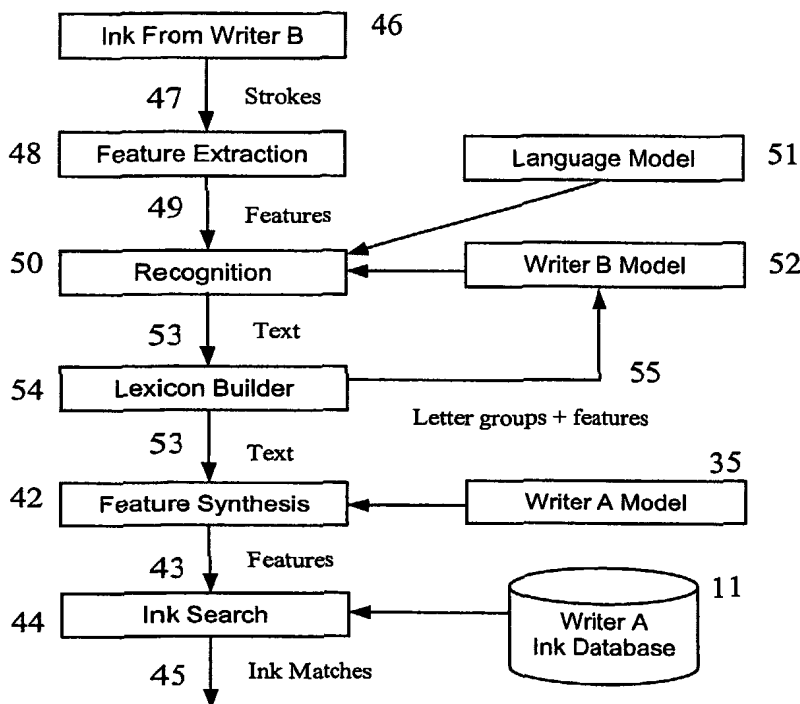 Ink From Writer B 46
47 Strokes
48 Feature Extraction Language Model 51
49 Features
50 Recognition Writer B Model 52
53 Text
54 Lexicon Builder 55
Letter groups + features
53 Text
35
42 Feature Synthesis Writer A Model
43 Features
11
44 Ink Search Writer A
Ink Database
45 Ink Matches